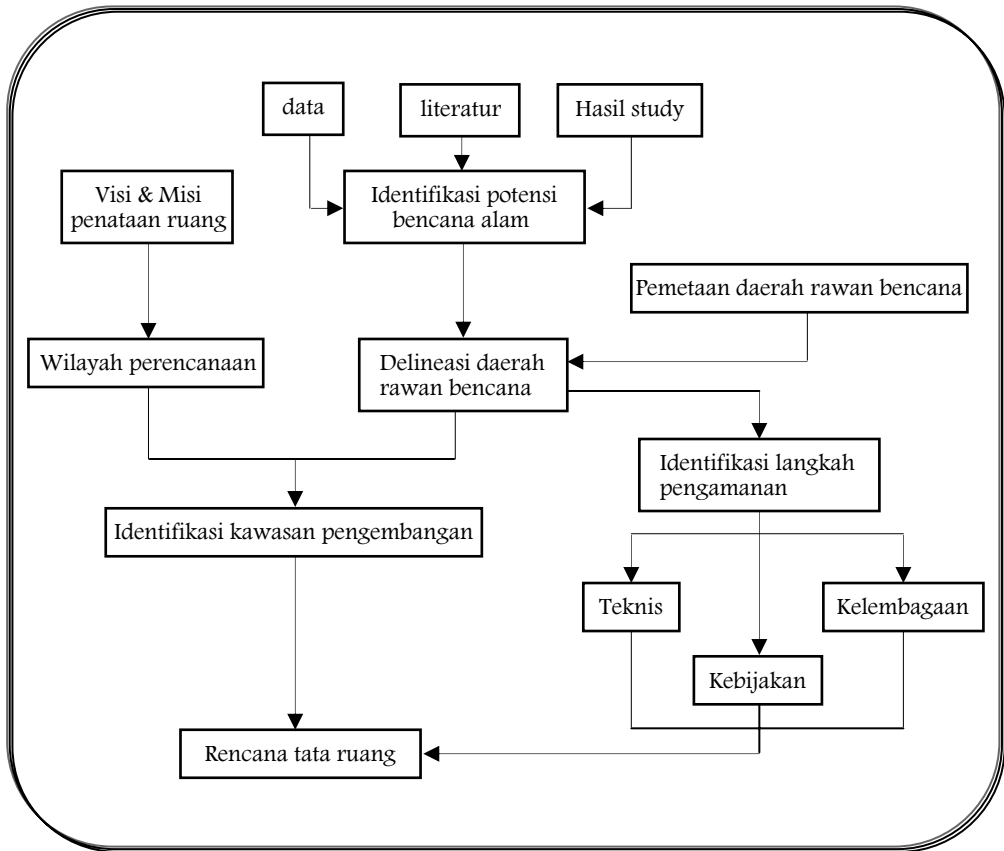 data
literatur
Hasil study
Visi & Misi
penataan ruang
Identifikasi potensi
bencana alam
Pemetaan daerah rawan bencana
Wilayah perencanaan
Delineasi daerah
rawan bencana
Identifikasi langkah
pengamanan
Identifikasi kawasan pengembangan
Teknis
Kelembagaan
Kebijakan
Rencana tata ruang